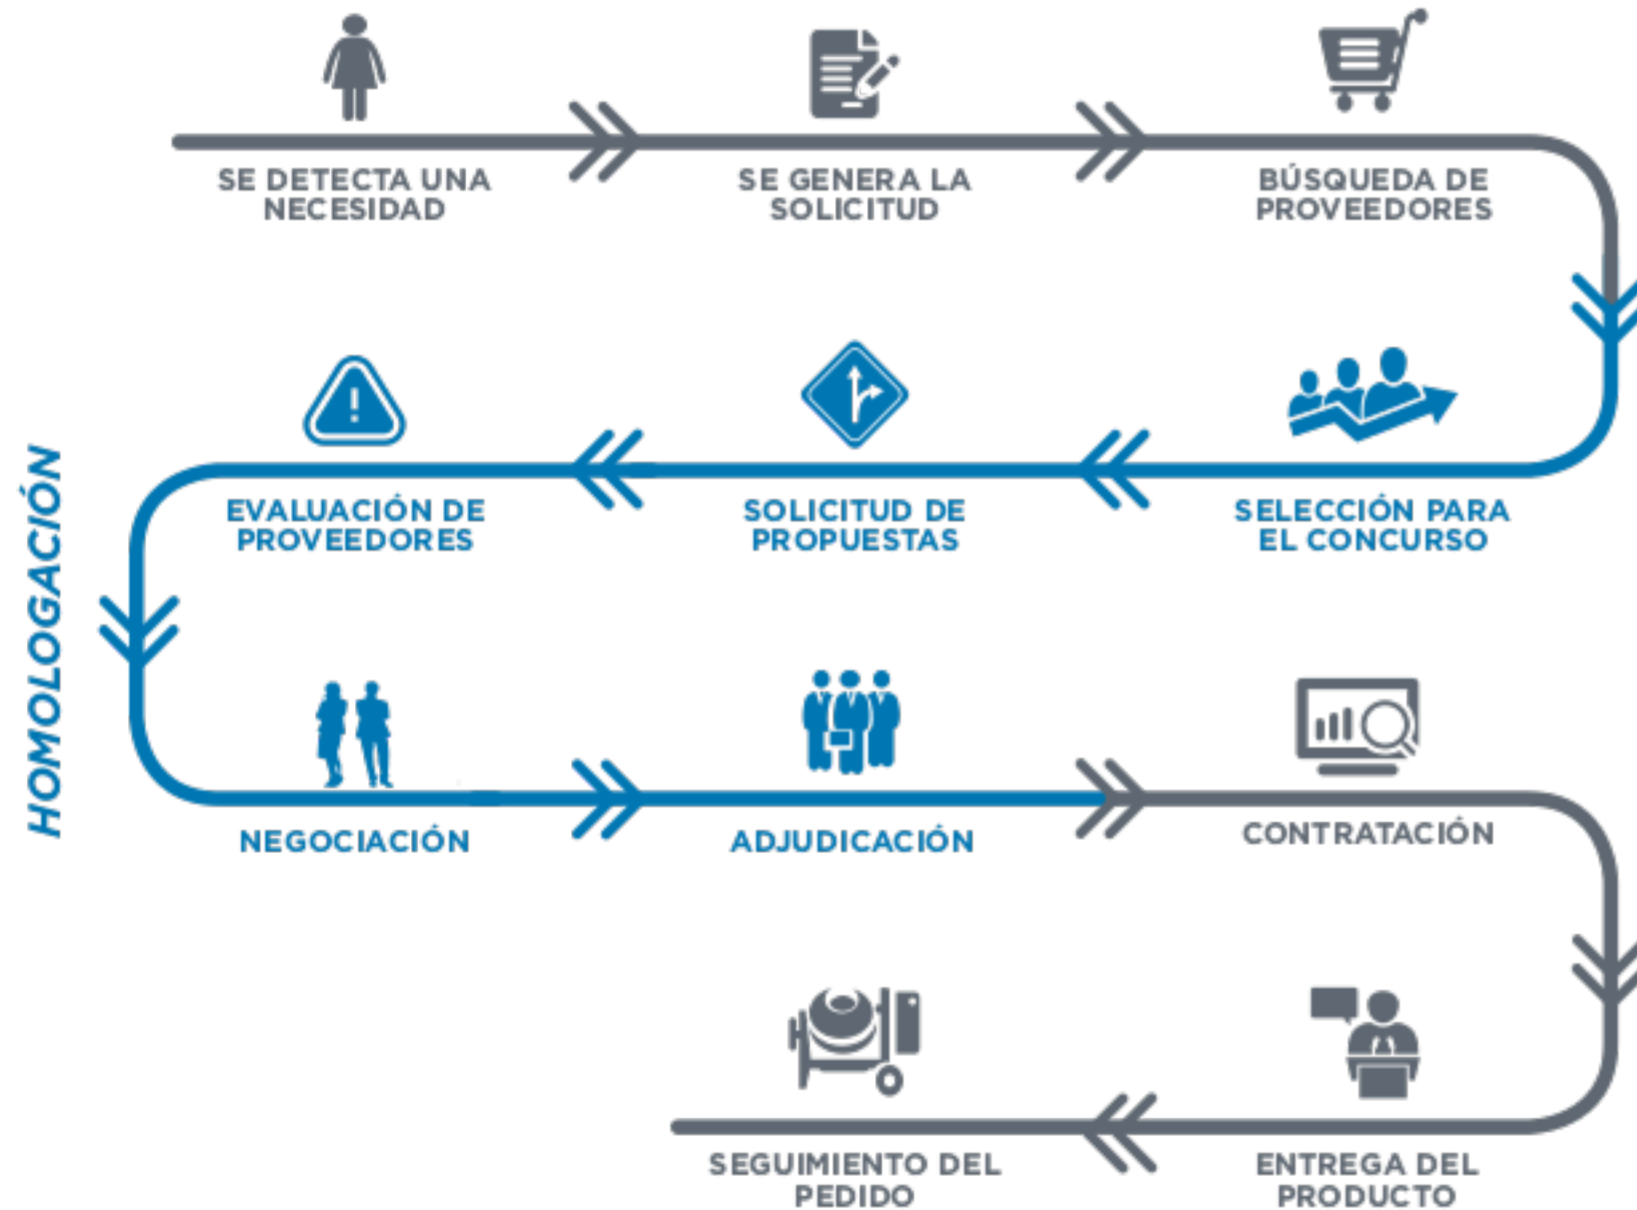 SE DETECTA UNA
NECESIDAD
SE GENERA LA
SOLICITUD
BÚSQUEDA DE
PROVEEDORES
SELECCIÓN PARA
EL CONCURSO
SOLICITUD DE
PROPUESTAS
EVALUACIÓN DE
PROVEEDORES
HOMOLOGACIÓN
NEGOCIACIÓN
ADJUDICACIÓN
CONTRATACIÓN
ENTREGA DEL
PRODUCTO
SEGUIMIENTO DEL
PEDIDO